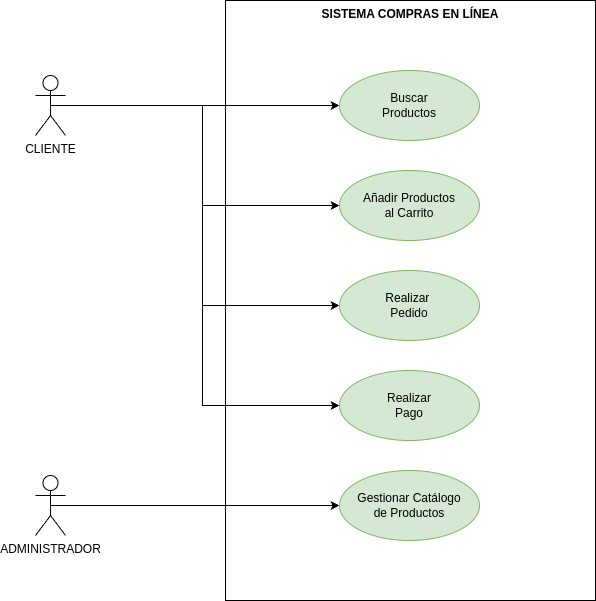 SISTEMA COMPRAS EN LÍNEA
Buscar
Productos
CLIENTE
Añadir Productos
al Carrito
Realizar
Pedido
Realizar
Pago
Gestionar Catálogo
de Productos
ADMINISTRADOR